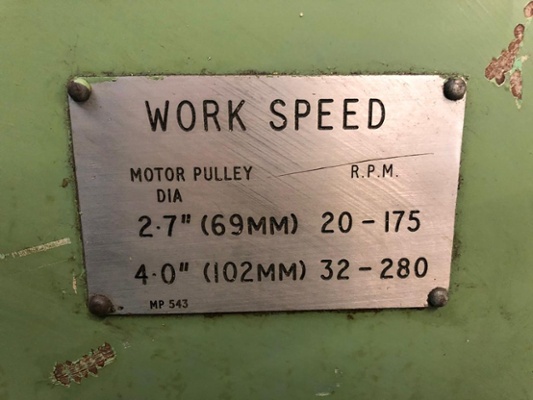 WORK SPEED
MOTOR PULLEY R.P.M.
DIA
2·7" (69MM) 20-175
4·0" (102MM) 32-280
MP 543